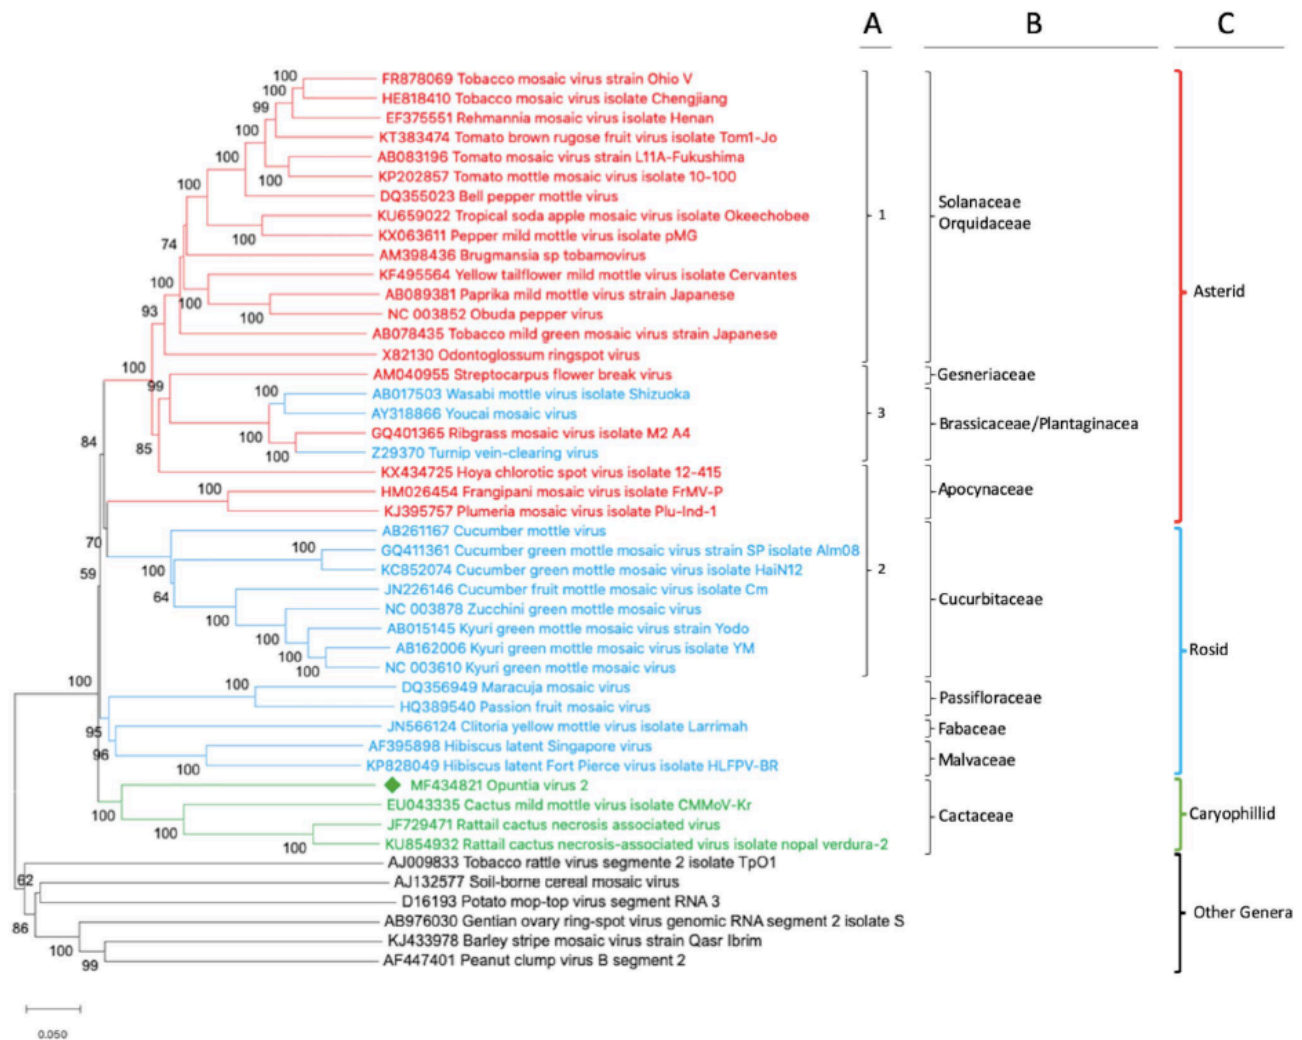 A B C
100 FR878069 Tobacco mosaic virus strain Ohio V
100 HE818410 Tobacco mosaic virus isolate Chengjiang
99 EF375551 Rehmannia mosaic virus isolate Henan
100 KT383474 Tomato brown rugose fruit virus isolate Tom1-Jo
100 AB083196 Tomato mosaic virus strain L11A-Fukushima
100 KP202857 Tomato mottle mosaic virus isolate 10-100
100 DQ355023 Bell pepper mottle virus
Solanaceae
KU659022 Tropical soda apple mosaic virus isolate Okeechobee 1
Orquidaceae
100 KX063611 Pepper mild mottle virus isolate pMG
74 AM398436 Brugmansia sp tobamovirus
KF495564 Yellow tailflower mild mottle virus isolate Cervantes
100 100 AB089381 Paprika mild mottle virus strain Japanese Asterid
93 100 NC 003852 Obuda pepper virus
AB078435 Tobacco mild green mosaic virus strain Japanese
X82130 Odontoglossum ringspot virus
100 99 AM040955 Streptocarpus flower break virus Gesneriaceae
100 AB017503 Wasabi mottle virus isolate Shizuoka
AY318866 Youcai mosaic virus 3
Brassicaceae/Plantaginacea
84 85 100 GQ401365 Ribgrass mosaic virus isolate M2 A4
100 Z29370 Turnip vein-clearing virus
KX434725 Hoya chlorotic spot virus isolate 12-415
100 HM026454 Frangipani mosaic virus isolate FrMV-P Apocynaceae
KJ395757 Plumeria mosaic virus isolate Plu-Ind-1
AB261167 Cucumber mottle virus
70 100 GQ411361 Cucumber green mottle mosaic virus strain SP isolate Alm08
59 100 KC852074 Cucumber green mottle mosaic virus isolate HaiN12 2
64 JN226146 Cucumber fruit mottle mosaic virus isolate Cm
Cucurbitaceae
100 NC 003878 Zucchini green mottle mosaic virus
100 AB015145 Kyuri green mottle mosaic virus strain Yodo
100 AB162006 Kyuri green mottle mosaic virus isolate YM Rosid
100 NC 003610 Kyuri green mottle mosaic virus
100 100 DQ356949 Maracuja mosaic virus
Passifloraceae
HQ389540 Passion fruit mosaic virus
95 JN566124 Clitoria yellow mottle virus isolate Larrimah Fabaceae
96 AF395898 Hibiscus latent Singapore virus
Malvaceae
100 KP828049 Hibiscus latent Fort Pierce virus isolate HLFPV-BR
MF434821 Opuntia virus 2
100 EU043335 Cactus mild mottle virus isolate CMMoV-Kr
Cactaceae Caryophillid
100 JF729471 Rattail cactus necrosis associated virus
100 KU854932 Rattail cactus necrosis-associated virus isolate nopal verdura-2
AJ009833 Tobacco rattle virus segmente 2 isolate TpO1
62 AJ132577 Soil-borne cereal mosaic virus
D16193 Potato mop-top virus segment RNA 3
Other Genera
86 AB976030 Gentian ovary ring-spot virus genomic RNA segment 2 isolate S
100 KJ433978 Barley stripe mosaic virus strain Qasr Ibrim
99 AF447401 Peanut clump virus B segment 2
0.050